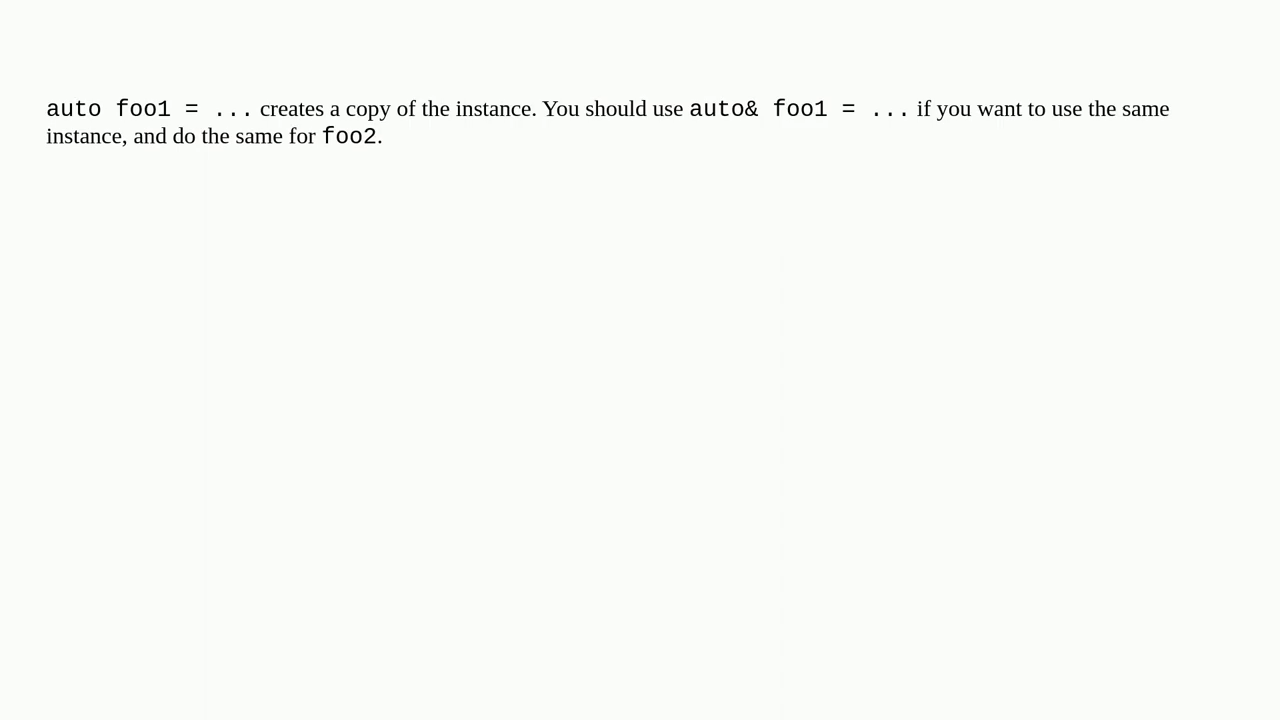 auto foo1 = ... creates a copy of the instance. You should use auto& foo1 = ... if you want to use the same
instance, and do the same for foo2.